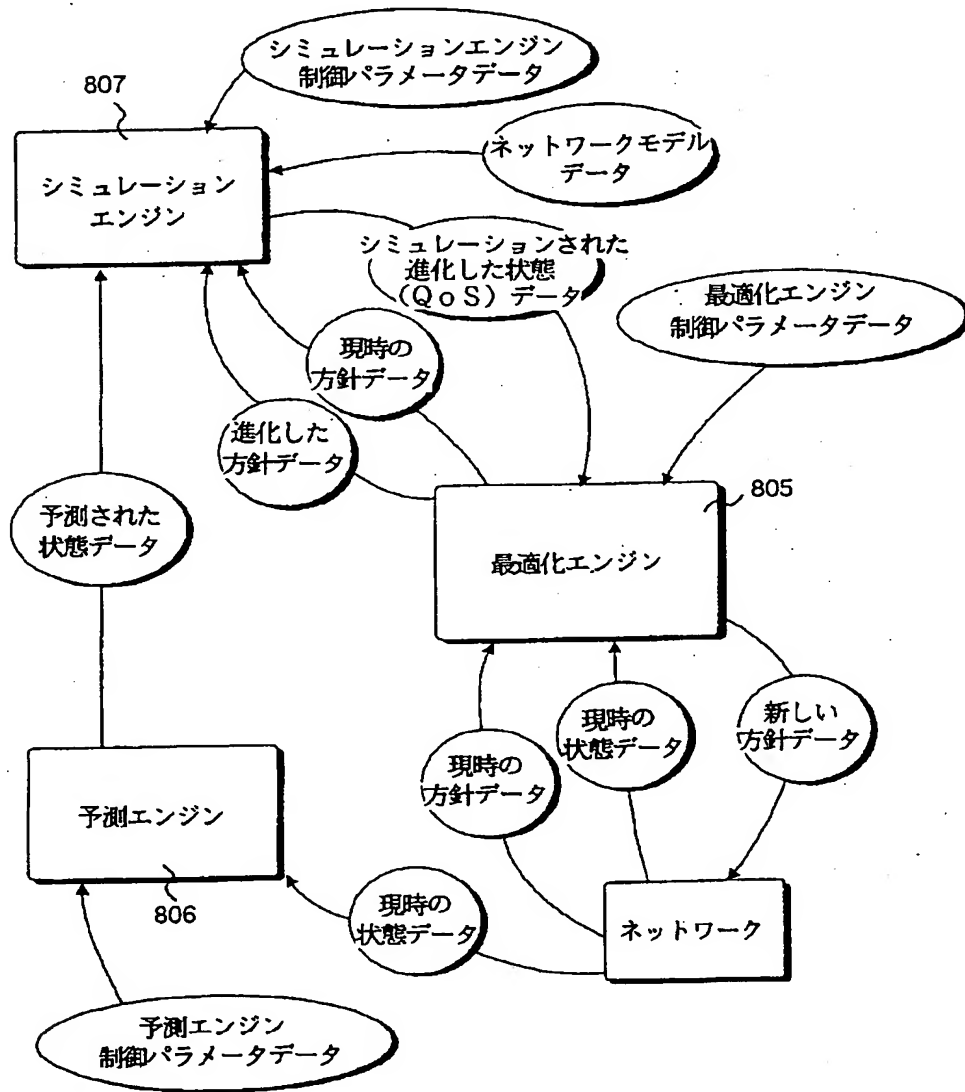 シミュレーションエンジン
制御パラメータデータ
807
シミュレーション
エンジン
ネットワークモデル
データ
シミュレーションされた
進化した状態
(QoS)データ
最適化エンジン
制御パラメータデータ
現時の
方針データ
進化した
方針データ
805
予測された
状態データ
最適化エンジン
現時の
状態データ
新しい
方針データ
現時の
方針データ
予測エンジン
806
現時の
状態データ
ネットワーク
予測エンジン
制御パラメータデータ